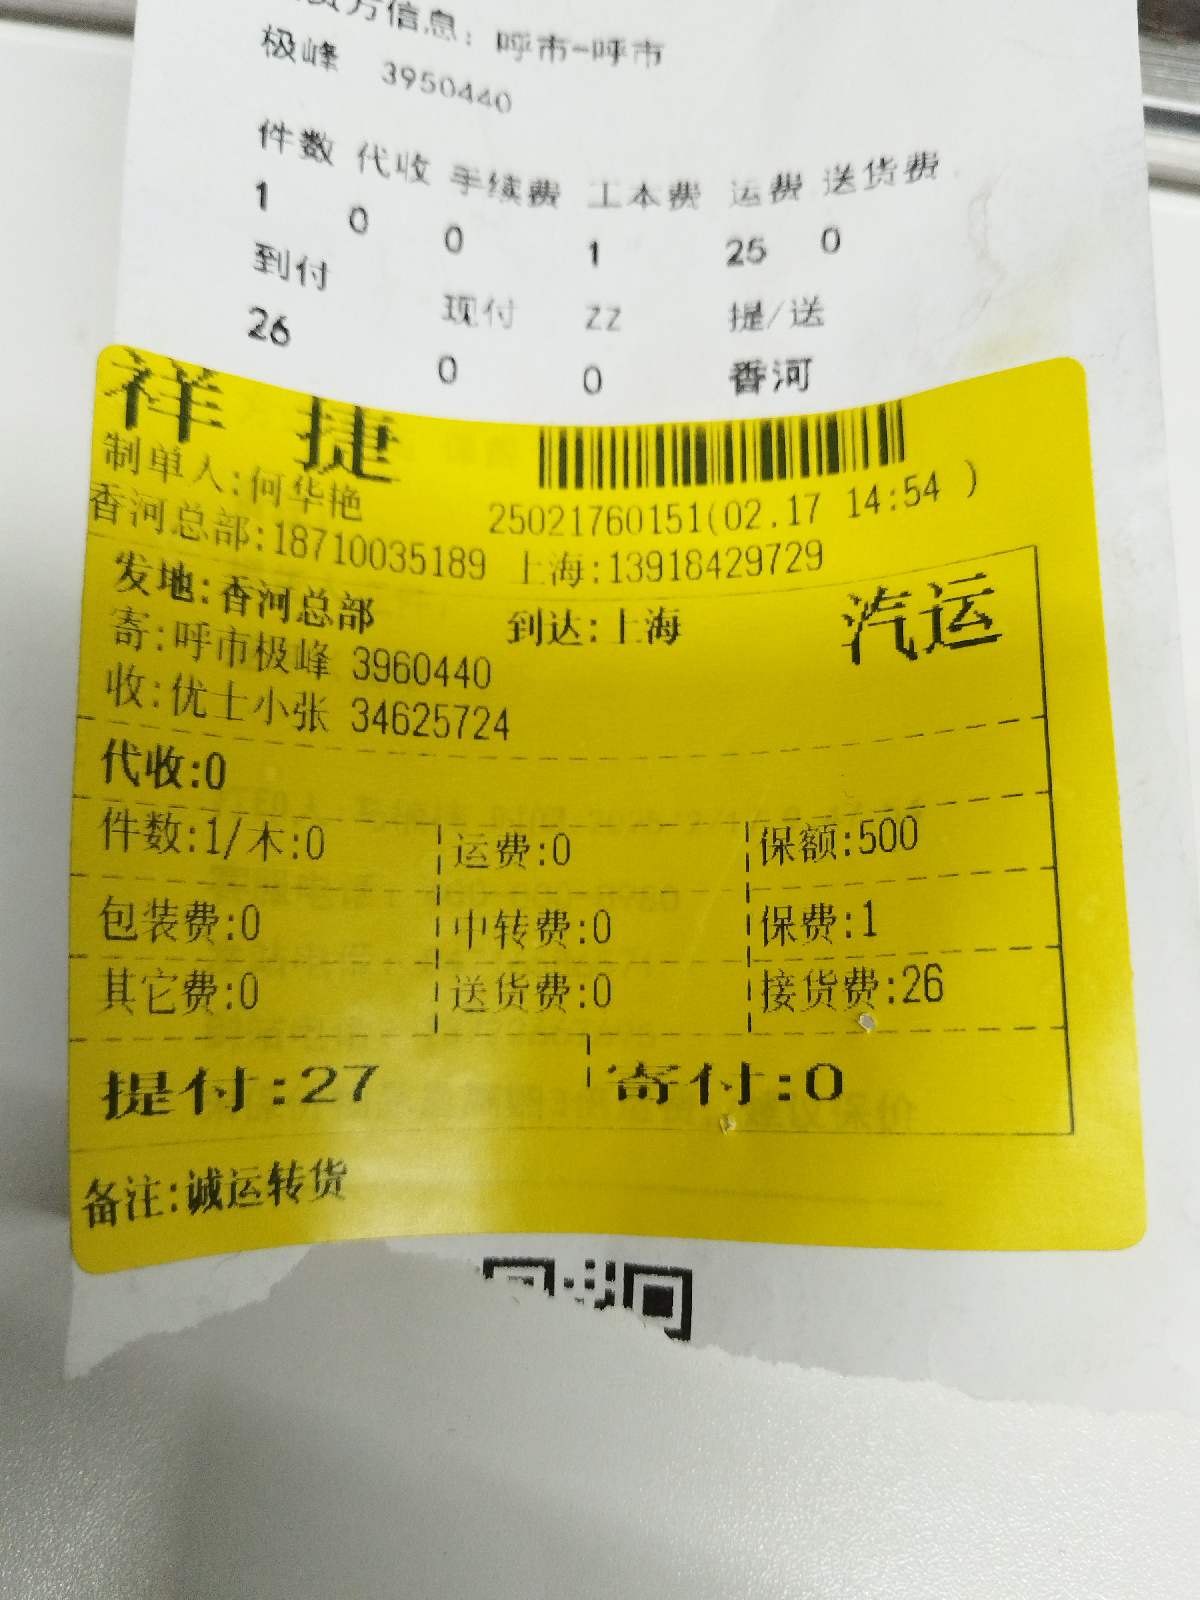 方信息：呼市-呼市
极峰 3950440
件数 代收 手续费 工本费 运费 送货费
1 0 0 1 25 0
到付 现付 ZZ 提/送
26 0 0 香河
祥 捷
制单人:何华艳
25021760151(02.17 14:54 )
香河总部:18710035189 上海:13918429729
发地:香河总部 到达:上海 汽运
寄:呼市极峰 3960440
收:优士小张 34625724
代收:0
件数:1/木:0 运费:0 保额:500
包装费:0 中转费:0 保费:1
其它费:0 送货费:0 接货费:26
提付:27 寄付:0
备注:诚运转货